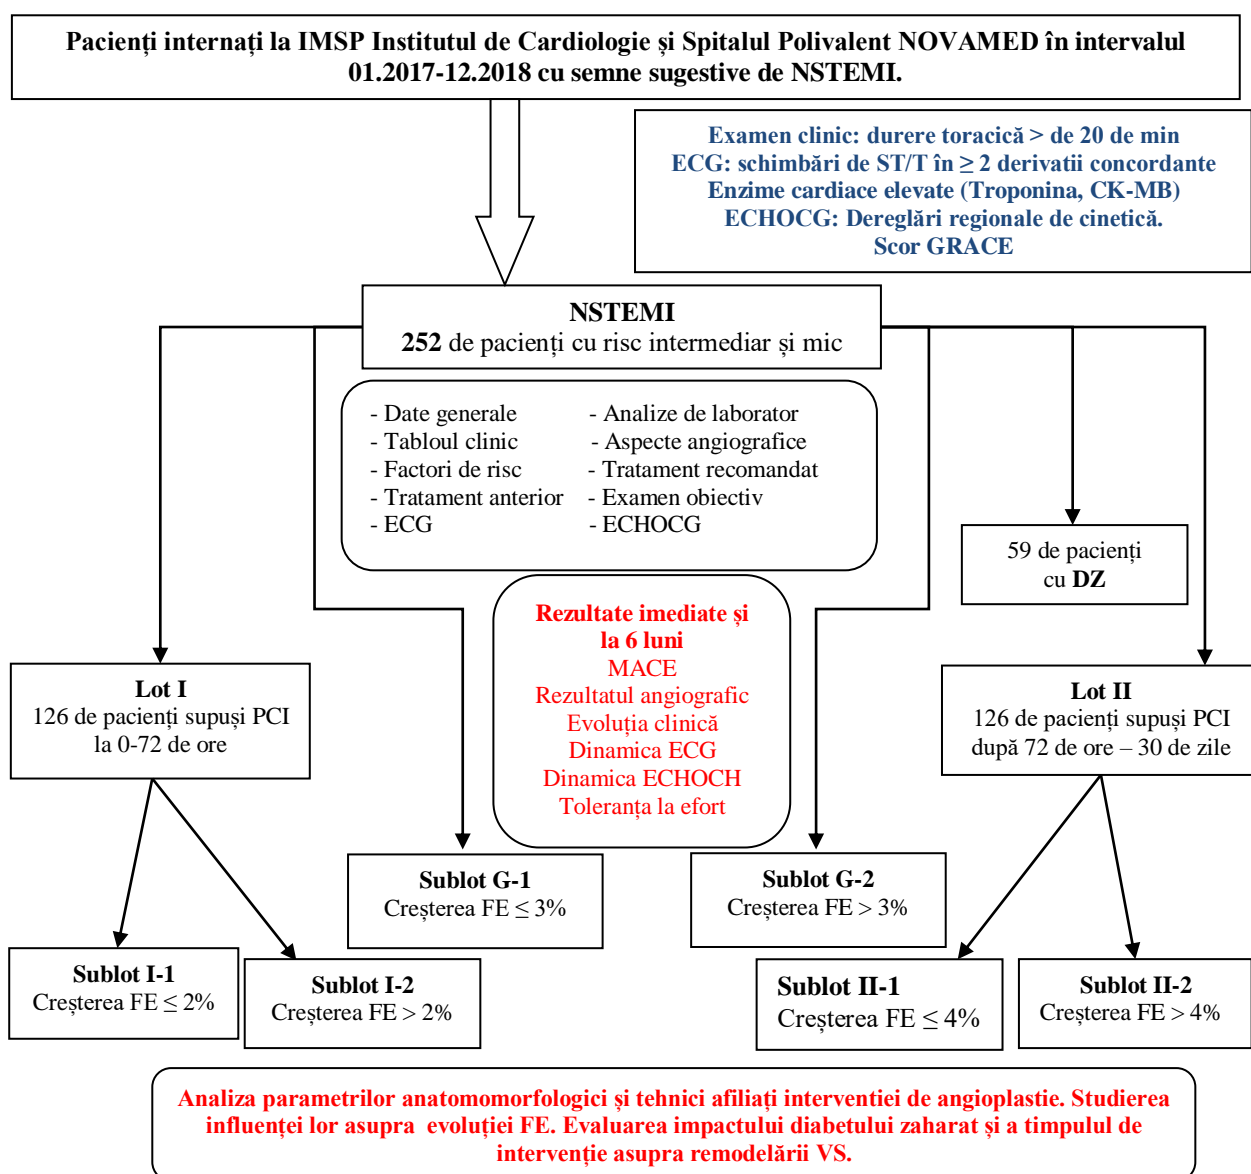 Pacienți internați la IMSP Institutul de Cardiologie și Spitalul Polivalent NOVAMED în intervalul
01.2017-12.2018 cu semne sugestive de NSTEMI.
Examen clinic: durere toracică > de 20 de min
ECG: schimbări de ST/T în ≥ 2 derivatii concordante
Enzime cardiace elevate (Troponina, CK-MB)
ECHOCG: Dereglări regionale de cinetică.
Scor GRACE
NSTEMI
252 de pacienți cu risc intermediar și mic
- Date generale - Analize de laborator
- Tabloul clinic - Aspecte angiografice
- Factori de risc - Tratament recomandat
- Tratament anterior - Examen obiectiv
- ECG - ECHOCG
59 de pacienți
cu DZ
Rezultate imediate și
la 6 luni
MACE
Rezultatul angiografic
Evoluția clinică
Dinamica ECG
Dinamica ECHOCH
Toleranța la efort
Lot I
126 de pacienți supuși PCI
la 0-72 de ore
Lot II
126 de pacienți supuși PCI
după 72 de ore – 30 de zile
Sublot G-1
Creșterea FE ≤ 3%
Sublot G-2
Creșterea FE > 3%
Sublot I-1
Creșterea FE ≤ 2%
Sublot I-2
Creșterea FE > 2%
Sublot II-1
Creșterea FE ≤ 4%
Sublot II-2
Creșterea FE > 4%
Analiza parametrilor anatomomorfologici și tehnici afiliați interventiei de angioplastie. Studierea
influenței lor asupra evoluției FE. Evaluarea impactului diabetului zaharat și a timpului de
intervenție asupra remodelării VS.